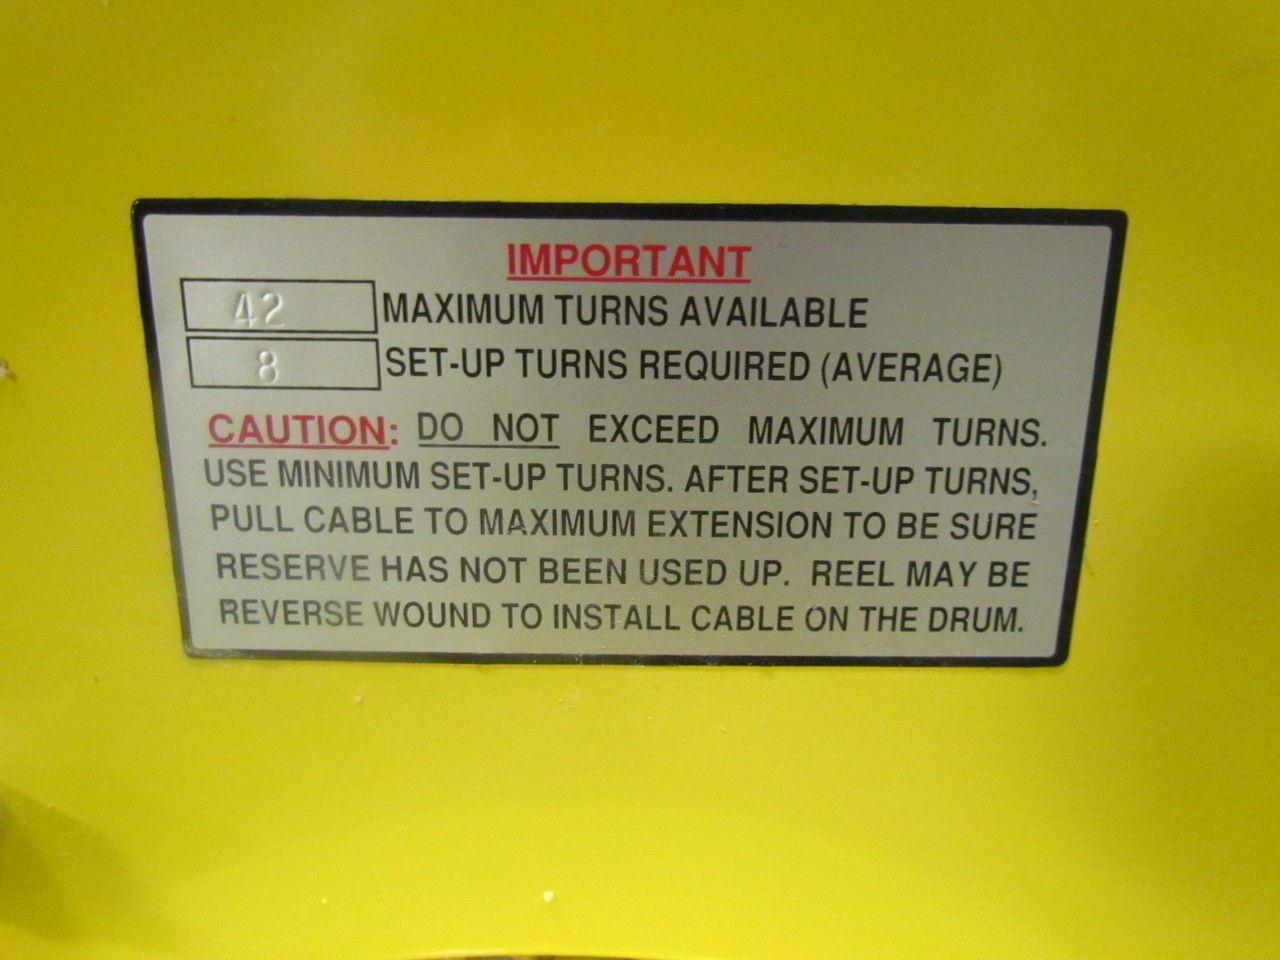 IMPORTANT
42 MAXIMUM TURNS AVAILABLE
8 SET-UP TURNS REQUIRED (AVERAGE)
CAUTION: DO NOT EXCEED MAXIMUM TURNS.
USE MINIMUM SET-UP TURNS. AFTER SET-UP TURNS,
PULL CABLE TO MAXIMUM EXTENSION TO BE SURE
RESERVE HAS NOT BEEN USED UP. REEL MAY BE
REVERSE WOUND TO INSTALL CABLE ON THE DRUM.